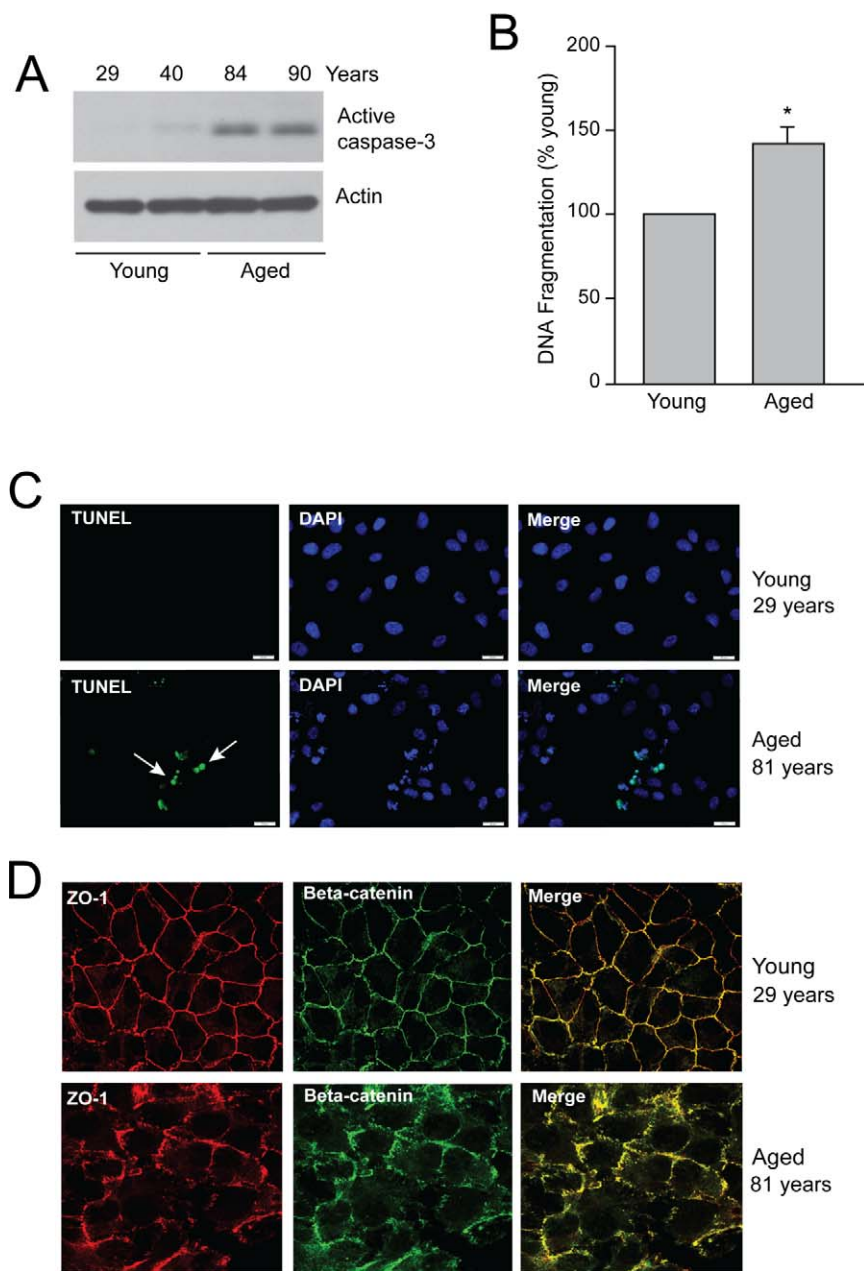 A
29 40 84 90 Years
Active
caspase-3
Actin
Young Aged
B
DNA Fragmentation (% young)
200
150
100
50
0
*
Young Aged
C
TUNEL DAPI Merge
Young
29 years
TUNEL DAPI Merge
Aged
81 years
D
ZO-1 Beta-catenin Merge
Young
29 years
ZO-1 Beta-catenin Merge
Aged
81 years